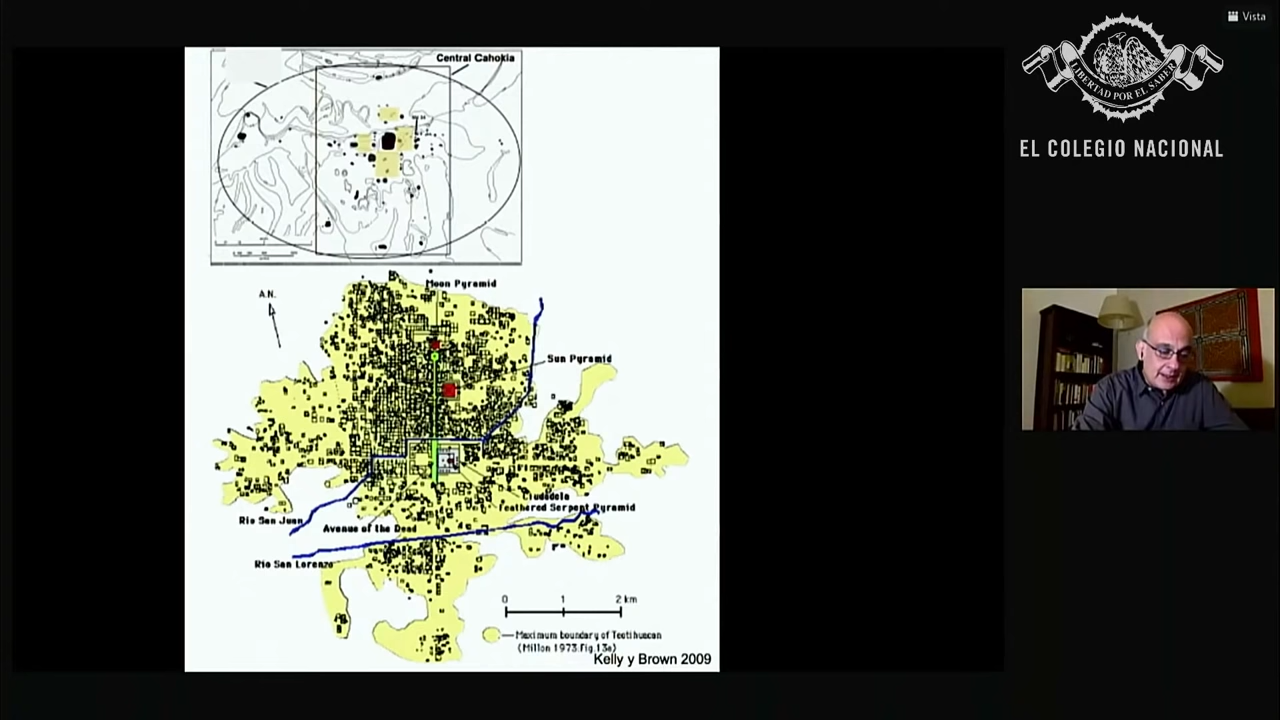 Vista
LIBERTAD POR EL SABER
EL COLEGIO NACIONAL
Central Cahokia
A.N.
Moon Pyramid
Sun Pyramid
Ciudadela
Feathered Serpent Pyramid
Rio San Juan
Avenue of the Dead
Rio San Lorenzo
0 1 2 km
Maximum boundary of Teotihuacan
(Millon 1973.Fig.13a)
Kelly y Brown 2009